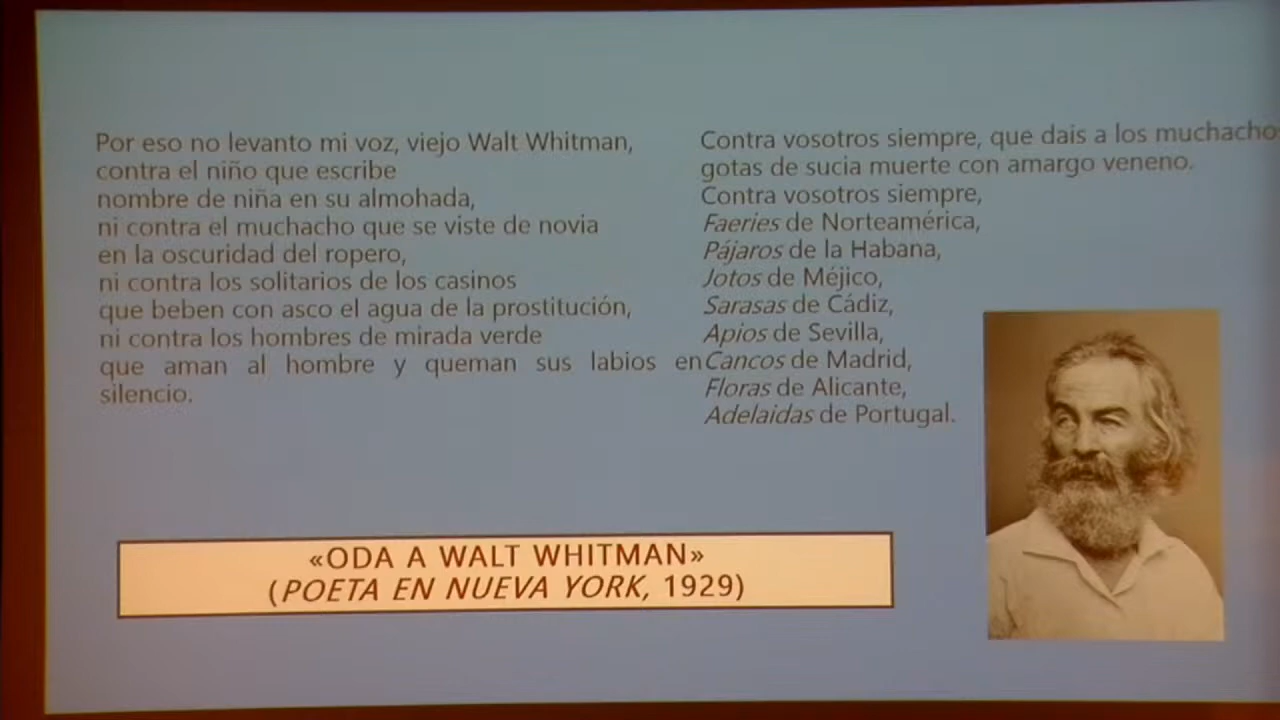 Por eso no levanto mi voz, viejo Walt Whitman,
contra el niño que escribe
nombre de niña en su almohada,
ni contra el muchacho que se viste de novia
en la oscuridad del ropero,
ni contra los solitarios de los casinos
que beben con asco el agua de la prostitución,
ni contra los hombres de mirada verde
que aman al hombre y queman sus labios en
silencio.
Contra vosotros siempre, que dais a los muchacho
gotas de sucia muerte con amargo veneno.
Contra vosotros siempre,
Faeries de Norteamérica,
Pájaros de la Habana,
Jotos de Méjico,
Sarasas de Cádiz,
Apios de Sevilla,
Cancos de Madrid,
Floras de Alicante,
Adelaidas de Portugal.
«ODA A WALT WHITMAN»
(POETA EN NUEVA YORK, 1929)